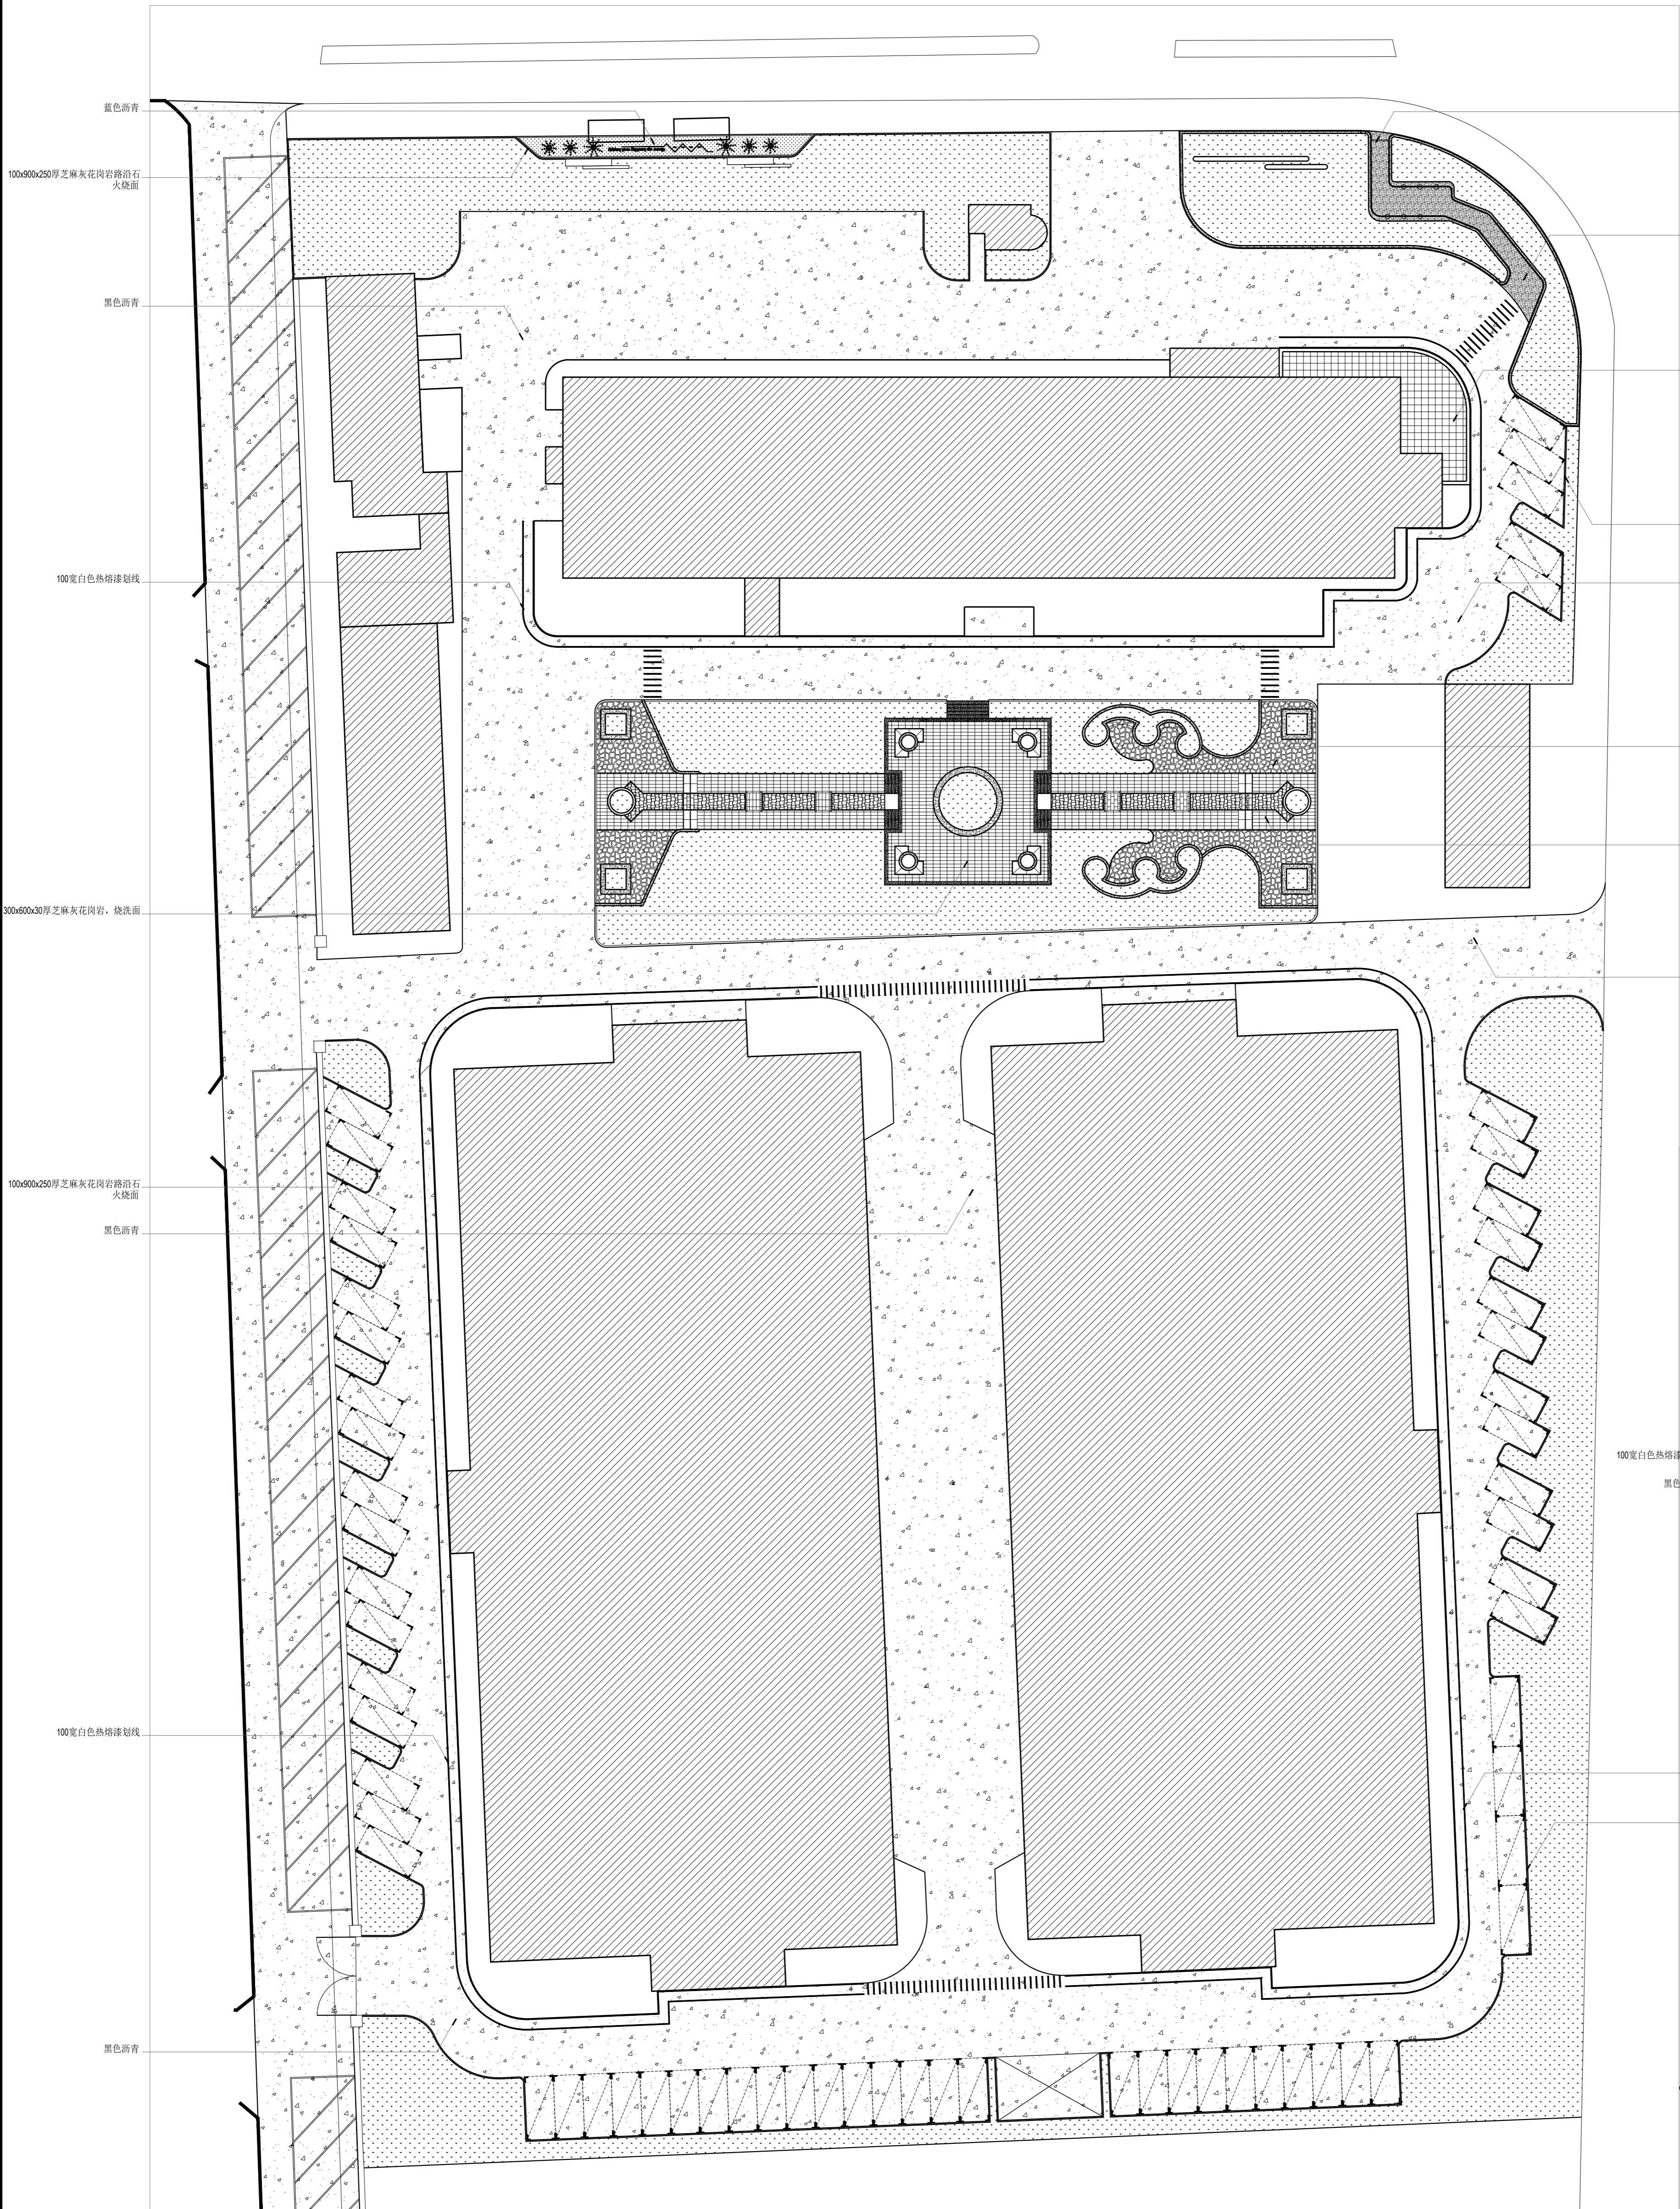 蓝色沥青
100x900x250厚芝麻灰花岗岩路沿石
火烧面
黑色沥青
100宽白色热熔漆划线
300x600x30厚芝麻灰花岗岩，烧洗面
100x900x250厚芝麻灰花岗岩路沿石
火烧面
黑色沥青
100宽白色热熔漆
黑色
100宽白色热熔漆划线
黑色沥青